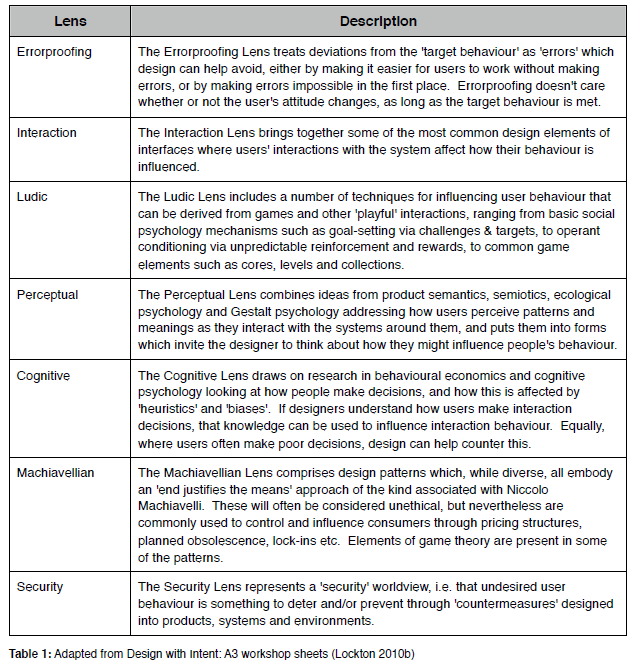 Lens
Description
Errorproofing
The Errorproofing Lens treats deviations from the 'target behaviour' as 'errors' which
design can help avoid, either by making it easier for users to work without making
errors, or by making errors impossible in the first place.  Errorproofing doesn't care
whether or not the user's attitude changes, as long as the target behaviour is met.
Interaction
The Interaction Lens brings together some of the most common design elements of
interfaces where users' interactions with the system affect how their behaviour is
influenced.
Ludic
The Ludic Lens includes a number of techniques for influencing user behaviour that
can be derived from games and other 'playful' interactions, ranging from basic social
psychology mechanisms such as goal-setting via challenges & targets, to operant
conditioning via unpredictable reinforcement and rewards, to common game
elements such as cores, levels and collections.
Perceptual
The Perceptual Lens combines ideas from product semantics, semiotics, ecological
psychology and Gestalt psychology addressing how users perceive patterns and
meanings as they interact with the systems around them, and puts them into forms
which invite the designer to think about how they might influence people's behaviour.
Cognitive
The Cognitive Lens draws on research in behavioural economics and cognitive
psychology looking at how people make decisions, and how this is affected by
'heuristics' and 'biases'.  If designers understand how users make interaction
decisions, that knowledge can be used to influence interaction behaviour.  Equally,
where users often make poor decisions, design can help counter this.
Machiavellian
The Machiavellian Lens comprises design patterns which, while diverse, all embody
an 'end justifies the means' approach of the kind associated with Niccolo
Machiavelli.  These will often be considered unethical, but nevertheless are
commonly used to control and influence consumers through pricing structures,
planned obsolescence, lock-ins etc.  Elements of game theory are present in some
of the patterns.
Security
The Security Lens represents a 'security' worldview, i.e. that undesired user
behaviour is something to deter and/or prevent through 'countermeasures' designed
into products, systems and environments.
Table 1: Adapted from Design with Intent: A3 workshop sheets (Lockton 2010b)